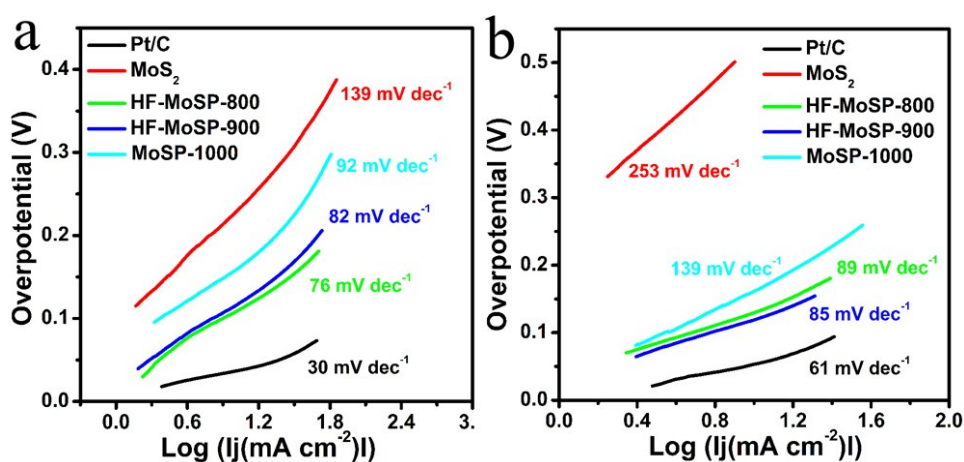 a
Pt/C
MoS₂
HF-MoSP-800
HF-MoSP-900
MoSP-1000
139 mV dec⁻¹
92 mV dec⁻¹
82 mV dec⁻¹
76 mV dec⁻¹
30 mV dec⁻¹
Overpotential (V)
0.4
0.3
0.2
0.1
0.0
0.0 0.6 1.2 1.8 2.4 3.
Log (lj(mA cm⁻²)l)
b
Pt/C
MoS₂
HF-MoSP-800
HF-MoSP-900
MoSP-1000
253 mV dec⁻¹
139 mV dec⁻¹
89 mV dec⁻¹
85 mV dec⁻¹
61 mV dec⁻¹
Overpotential (V)
0.5
0.4
0.3
0.2
0.1
0.0
0.0 0.4 0.8 1.2 1.6 2.0
Log (lj(mA cm⁻²)l)